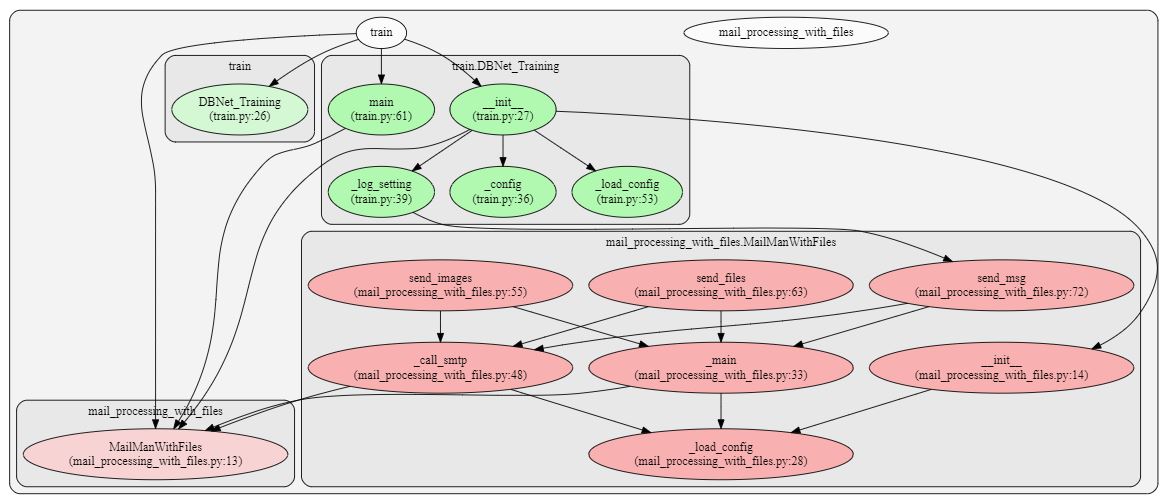 train
mail_processing_with_files
train
train.DBNet_Training
DBNet_Training
(train.py:26)
main
(train.py:61)
__init__
(train.py:27)
_log_setting
(train.py:39)
_config
(train.py:36)
_load_config
(train.py:53)
mail_processing_with_files.MailManWithFiles
send_images
(mail_processing_with_files.py:55)
send_files
(mail_processing_with_files.py:63)
send_msg
(mail_processing_with_files.py:72)
_call_smtp
(mail_processing_with_files.py:48)
_main
(mail_processing_with_files.py:33)
__init__
(mail_processing_with_files.py:14)
mail_processing_with_files
MailManWithFiles
(mail_processing_with_files.py:13)
_load_config
(mail_processing_with_files.py:28)